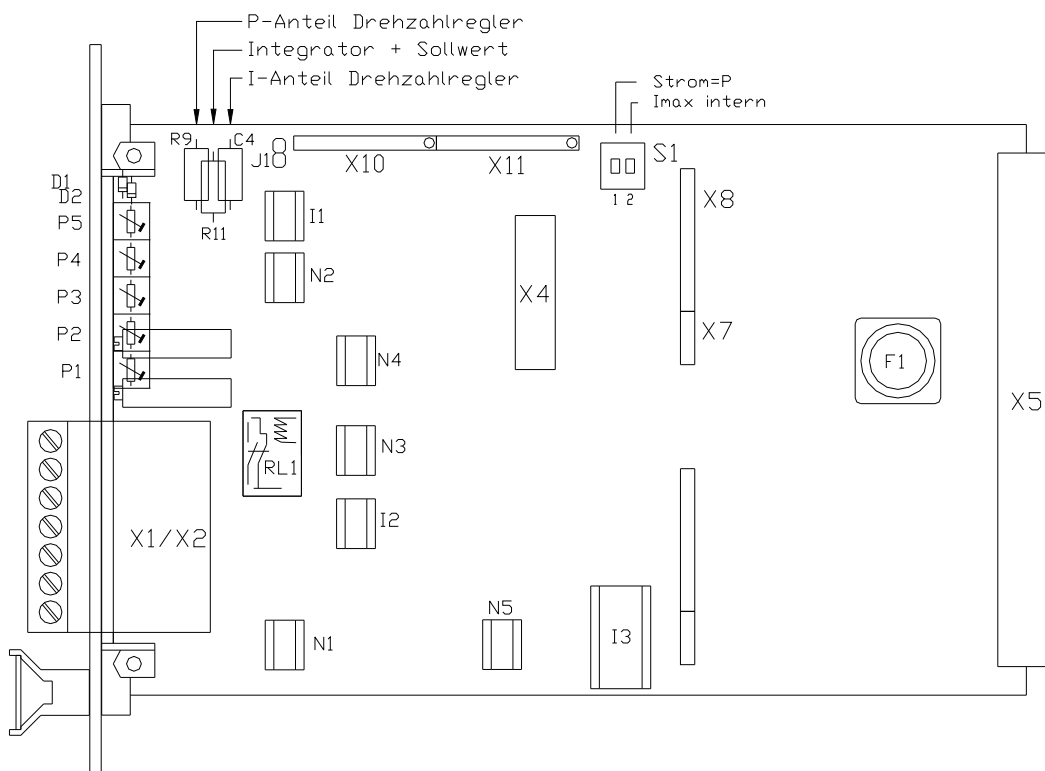 P-Anteil Drehzahlregler
Integrator + Sollwert
I-Anteil Drehzahlregler
Strom=P
Imax intern
R9
C4
J1
X10
X11
S1
1 2
D1
D2
R11
I1
X8
P5
P4
N2
P3
X4
P2
X7
N4
F1
P1
X5
N3
RL1
I2
X1/X2
N5
N1
I3